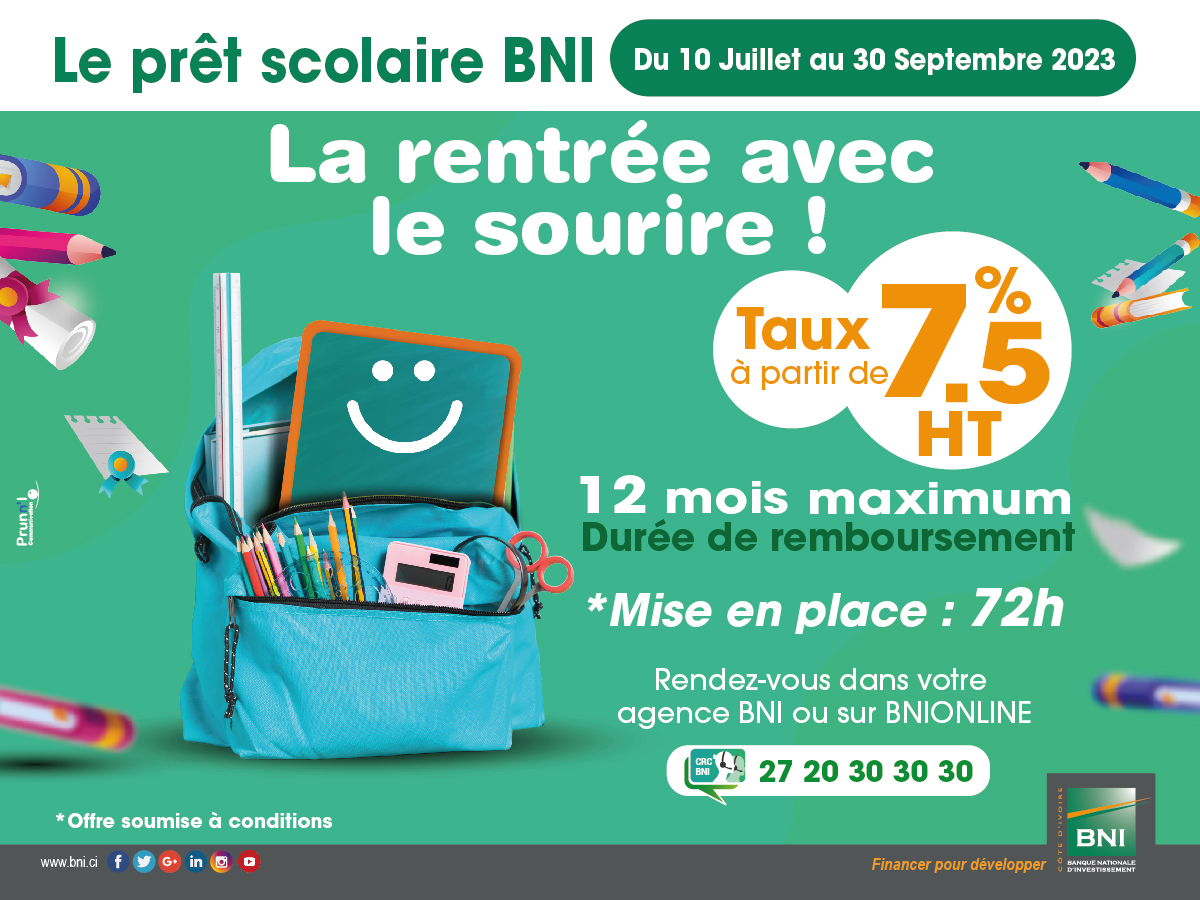 Le prêt scolaire BNI
Du 10 Juillet au 30 Septembre 2023
La rentrée avec
le sourire !
Taux
à partir de
7.5%
HT
12 mois maximum
Durée de remboursement
*Mise en place : 72h
Rendez-vous dans votre
agence BNI ou sur BNIONLINE
CRC
BNI
27 20 30 30 30
Prunn'I
Communication
*Offre soumise à conditions
www.bni.ci
Financer pour développer
CÔTE D'IVOIRE
BNI
BANQUE NATIONALE
D'INVESTISSEMENT